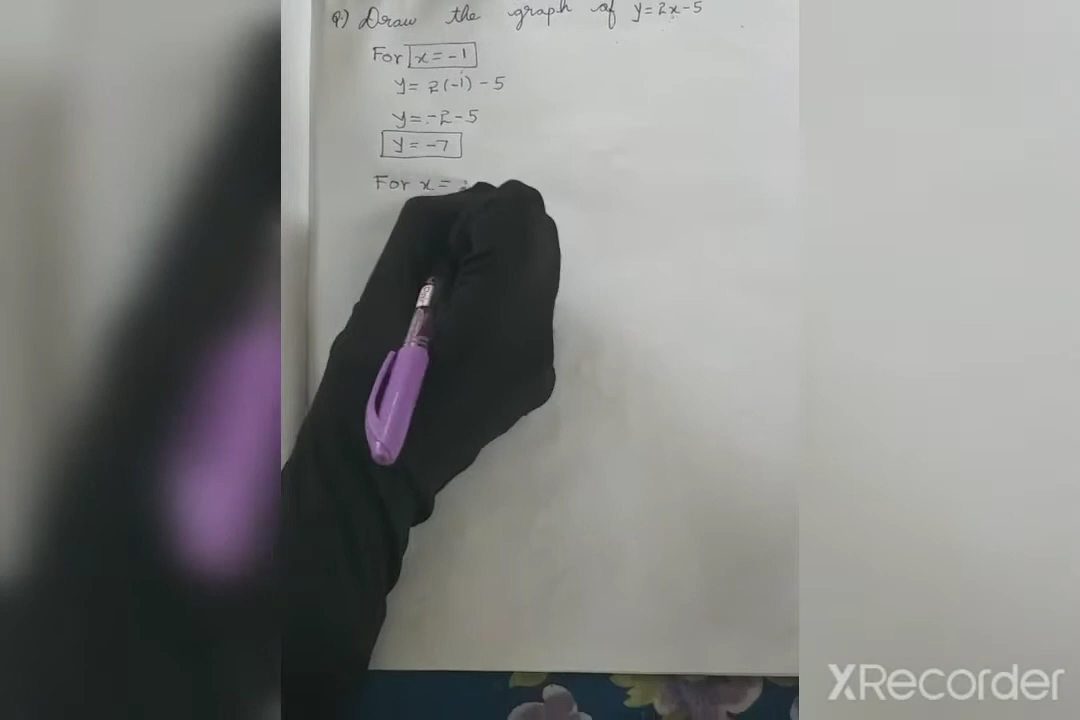 Q) Draw the graph of y=2x-5
For x=-1
y= 2(-1) - 5
y= -2-5
y = -7
For x =
XRecorder